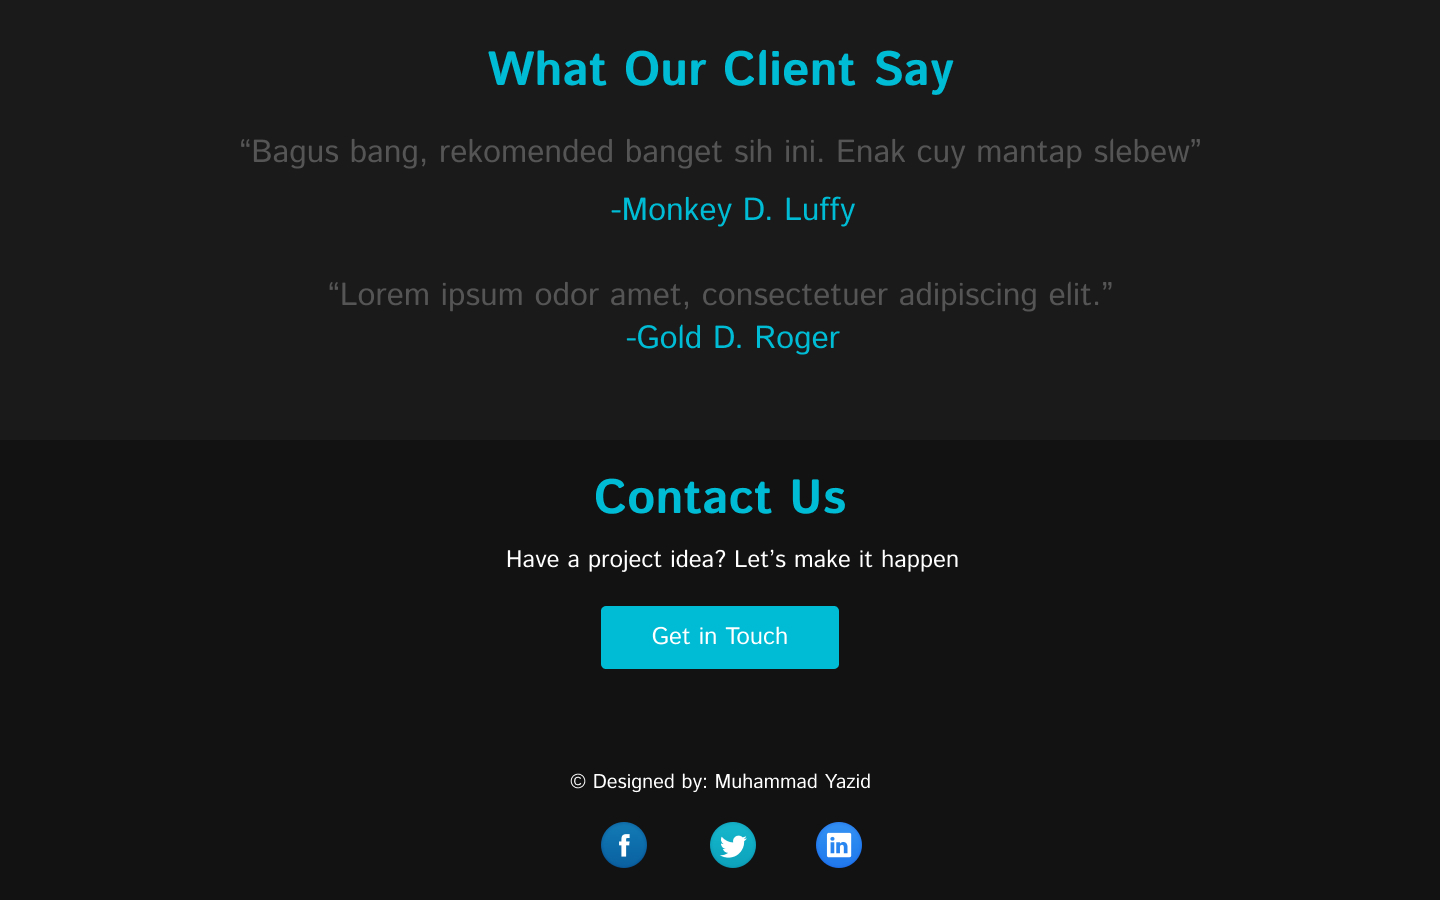 What Our Client Say
“Bagus bang, rekomended banget sih ini. Enak cuy mantap slebew”
-Monkey D. Luffy
“Lorem ipsum odor amet, consectetuer adipiscing elit.”
-Gold D. Roger
Contact Us
Have a project idea? Let’s make it happen
Get in Touch
© Designed by: Muhammad Yazid
f
in